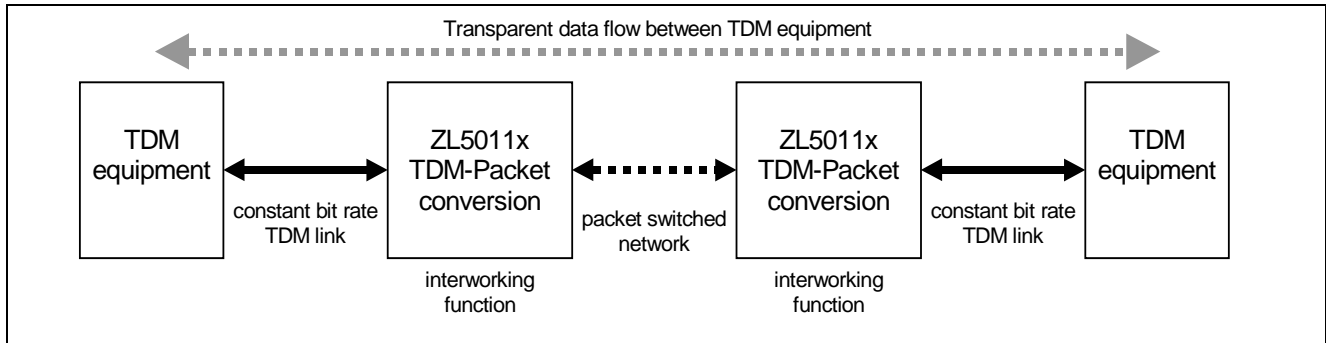 Transparent data flow between TDM equipment
TDM
equipment
constant bit rate
TDM link
ZL5011x
TDM-Packet
conversion
interworking
function
packet switched
network
ZL5011x
TDM-Packet
conversion
interworking
function
constant bit rate
TDM link
TDM
equipment